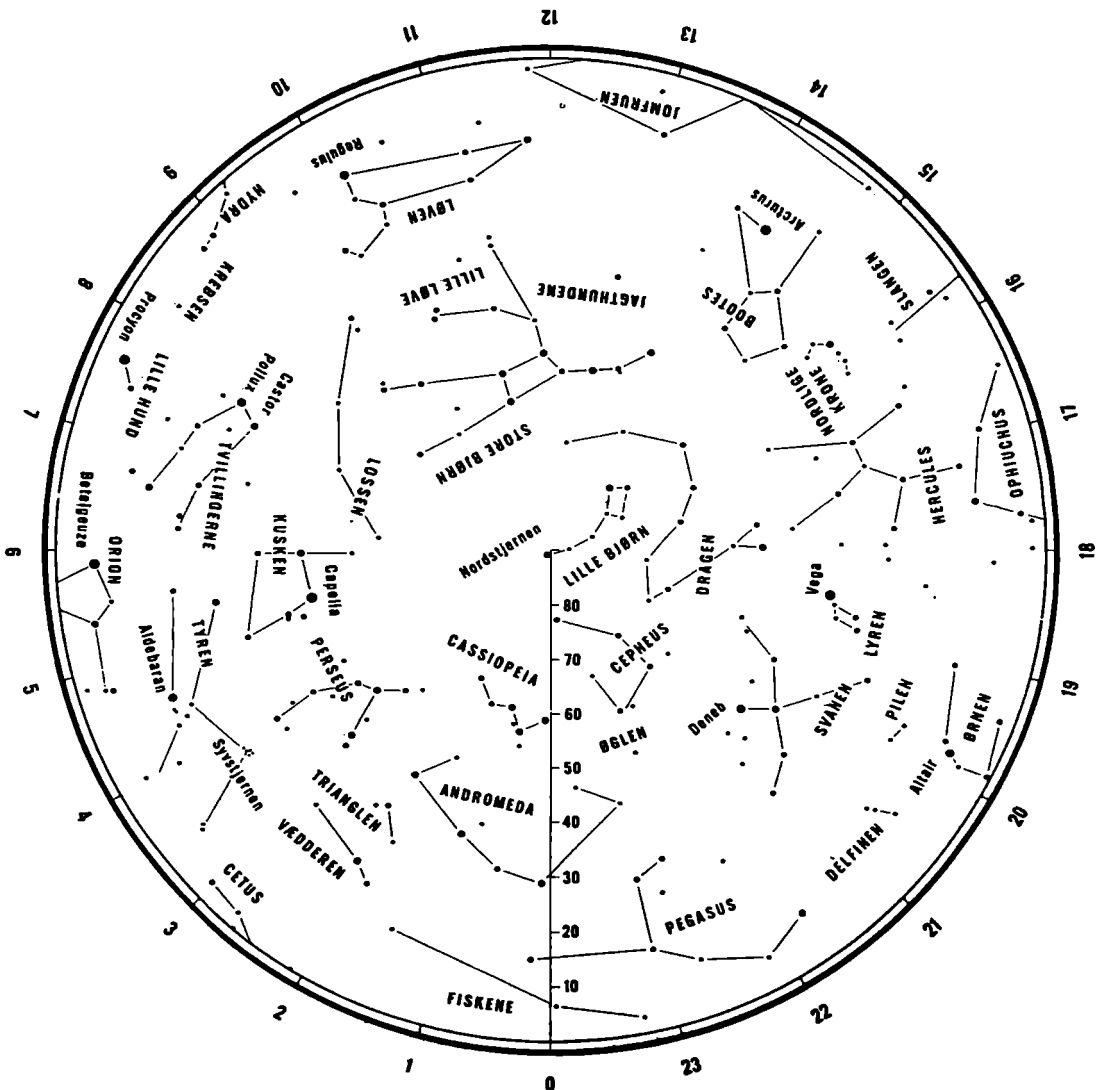 12
11
13
10
14
9
15
8
16
7
17
6
18
5
19
4
20
3
21
2
22
1
23
0
JOMFRUEN
Regulus
LØVEN
HYDRA
KREBSEN
Arcturus
SLANGEN
LILLE LØVE
JAGTHUNDENE
BOOTES
Procyon
LILLE HUND
Pollux
Castor
TVILLINGERNE
NORDLIGE
KRONE
STORE BJØRN
LOSSEN
OPHIUCHUS
HERCULES
Betelgeuze
ORION
KUSKEN
Capella
Nordstjernen
LILLE BJØRN
DRAGEN
Vega
LYREN
Aldebaran
TYREN
PERSEUS
CASSIOPEIA
CEPHEUS
Deneb
SVANEN
PILEN
ØRNEN
Altair
Syvstjernen
TRIANGLEN
ANDROMEDA
ØGLEN
VÆDDEREN
DELFINEN
CETUS
PEGASUS
FISKENE
80
70
60
50
40
30
20
10